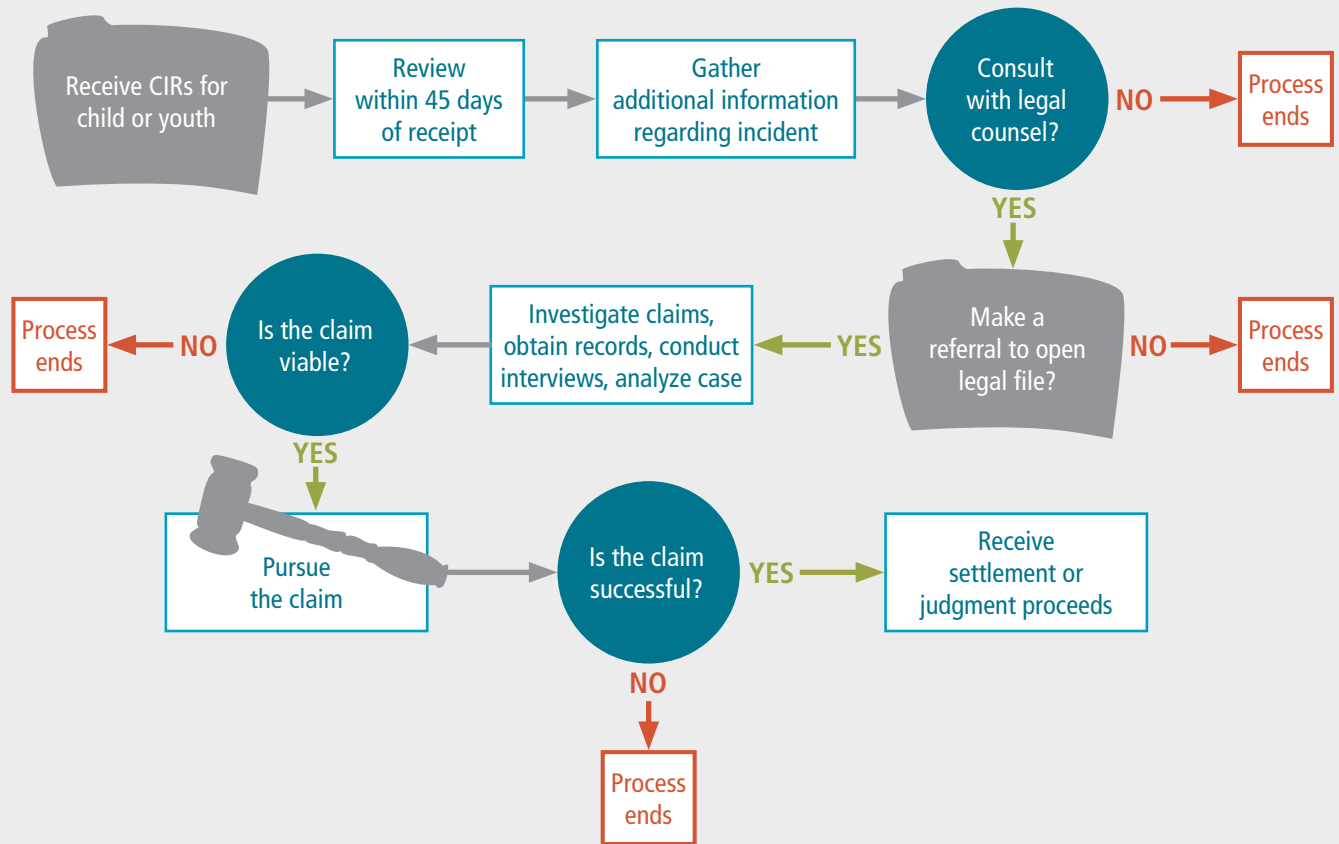 Receive CIRs for
child or youth
Review
within 45 days
of receipt
Gather
additional information
regarding incident
Consult
with legal
counsel?
NO
Process
ends
YES
Make a
referral to open
legal file?
NO
Process
ends
YES
Investigate claims,
obtain records, conduct
interviews, analyze case
Is the claim
viable?
NO
Process
ends
YES
Pursue
the claim
Is the claim
successful?
YES
Receive
settlement or
judgment proceeds
NO
Process
ends